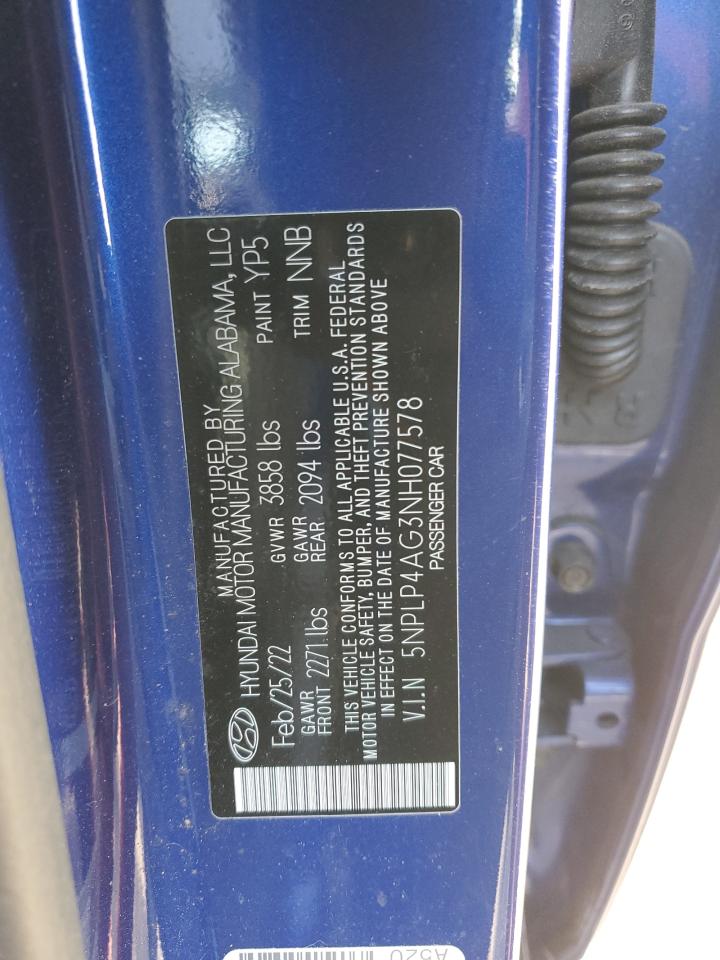 MANUFACTURED BY
HYUNDAI MOTOR MANUFACTURING ALABAMA, LLC
Feb/25/22 GVWR 3858 lbs PAINT YP5
GAWR FRONT 2271 lbs GAWR REAR 2094 lbs TRIM NNB
THIS VEHICLE CONFORMS TO ALL APPLICABLE U.S.A. FEDERAL
MOTOR VEHICLE SAFETY, BUMPER, AND THEFT PREVENTION STANDARDS
IN EFFECT ON THE DATE OF MANUFACTURE SHOWN ABOVE
V.I.N 5NPLP4AG3NH077578
PASSENGER CAR
A520